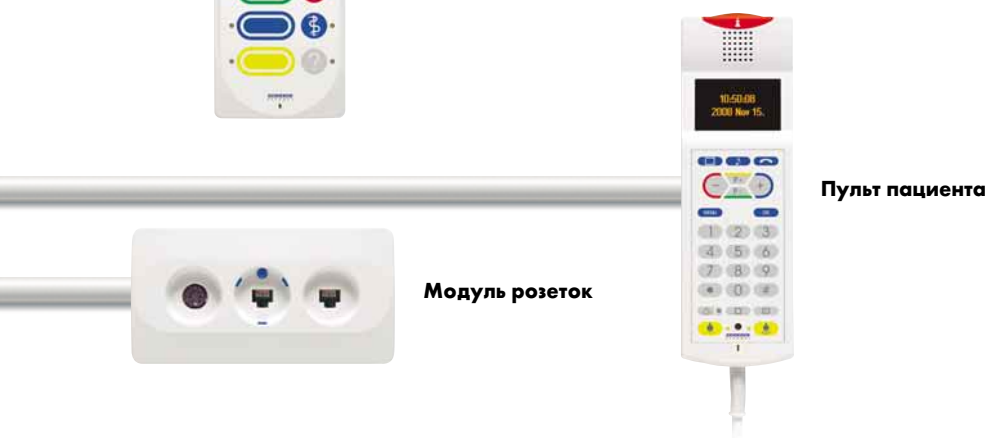 10:50:08
2000 Nov 15.
MENU
OK
1 2 3
4 5 6
7 8 9
* 0 #
Пульт пациента
Модуль розеток